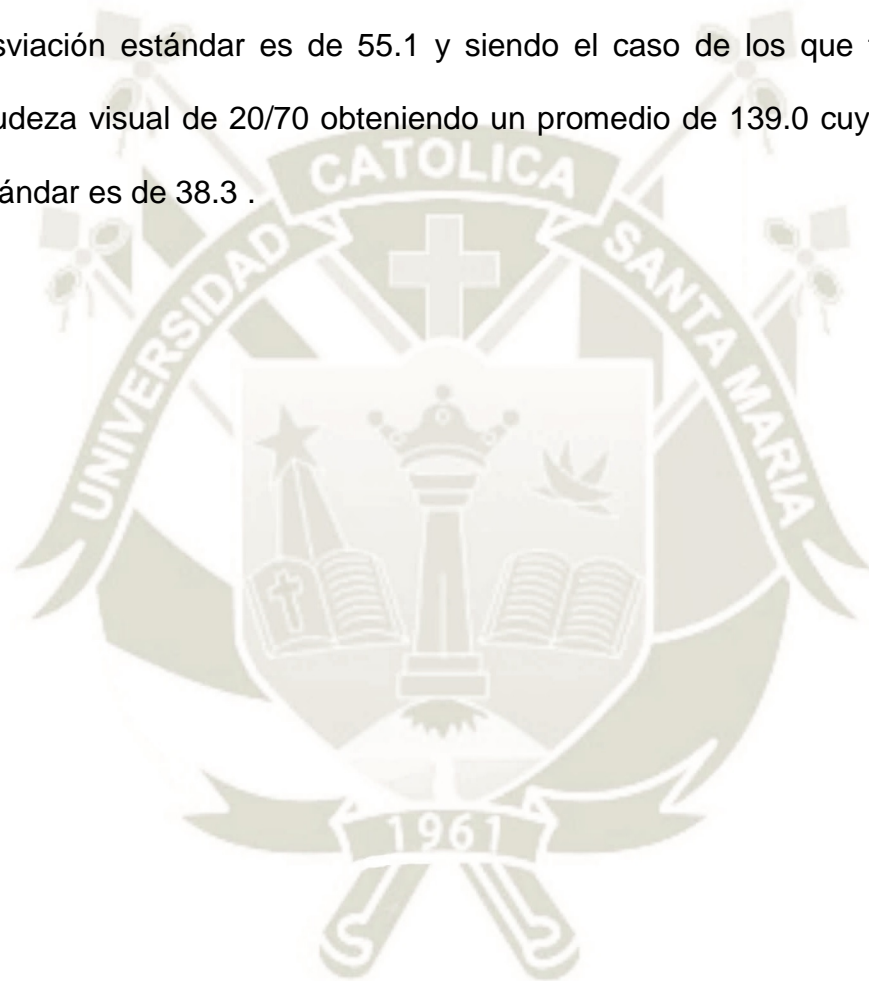 sviación estándar es de 55.1 y siendo el caso de los que
udeza visual de 20/70 obteniendo un promedio de 139.0 cuy
ándar es de 38.3 .
CATOLICA
UNIVERSIDAD
SANTA MARIA
1961